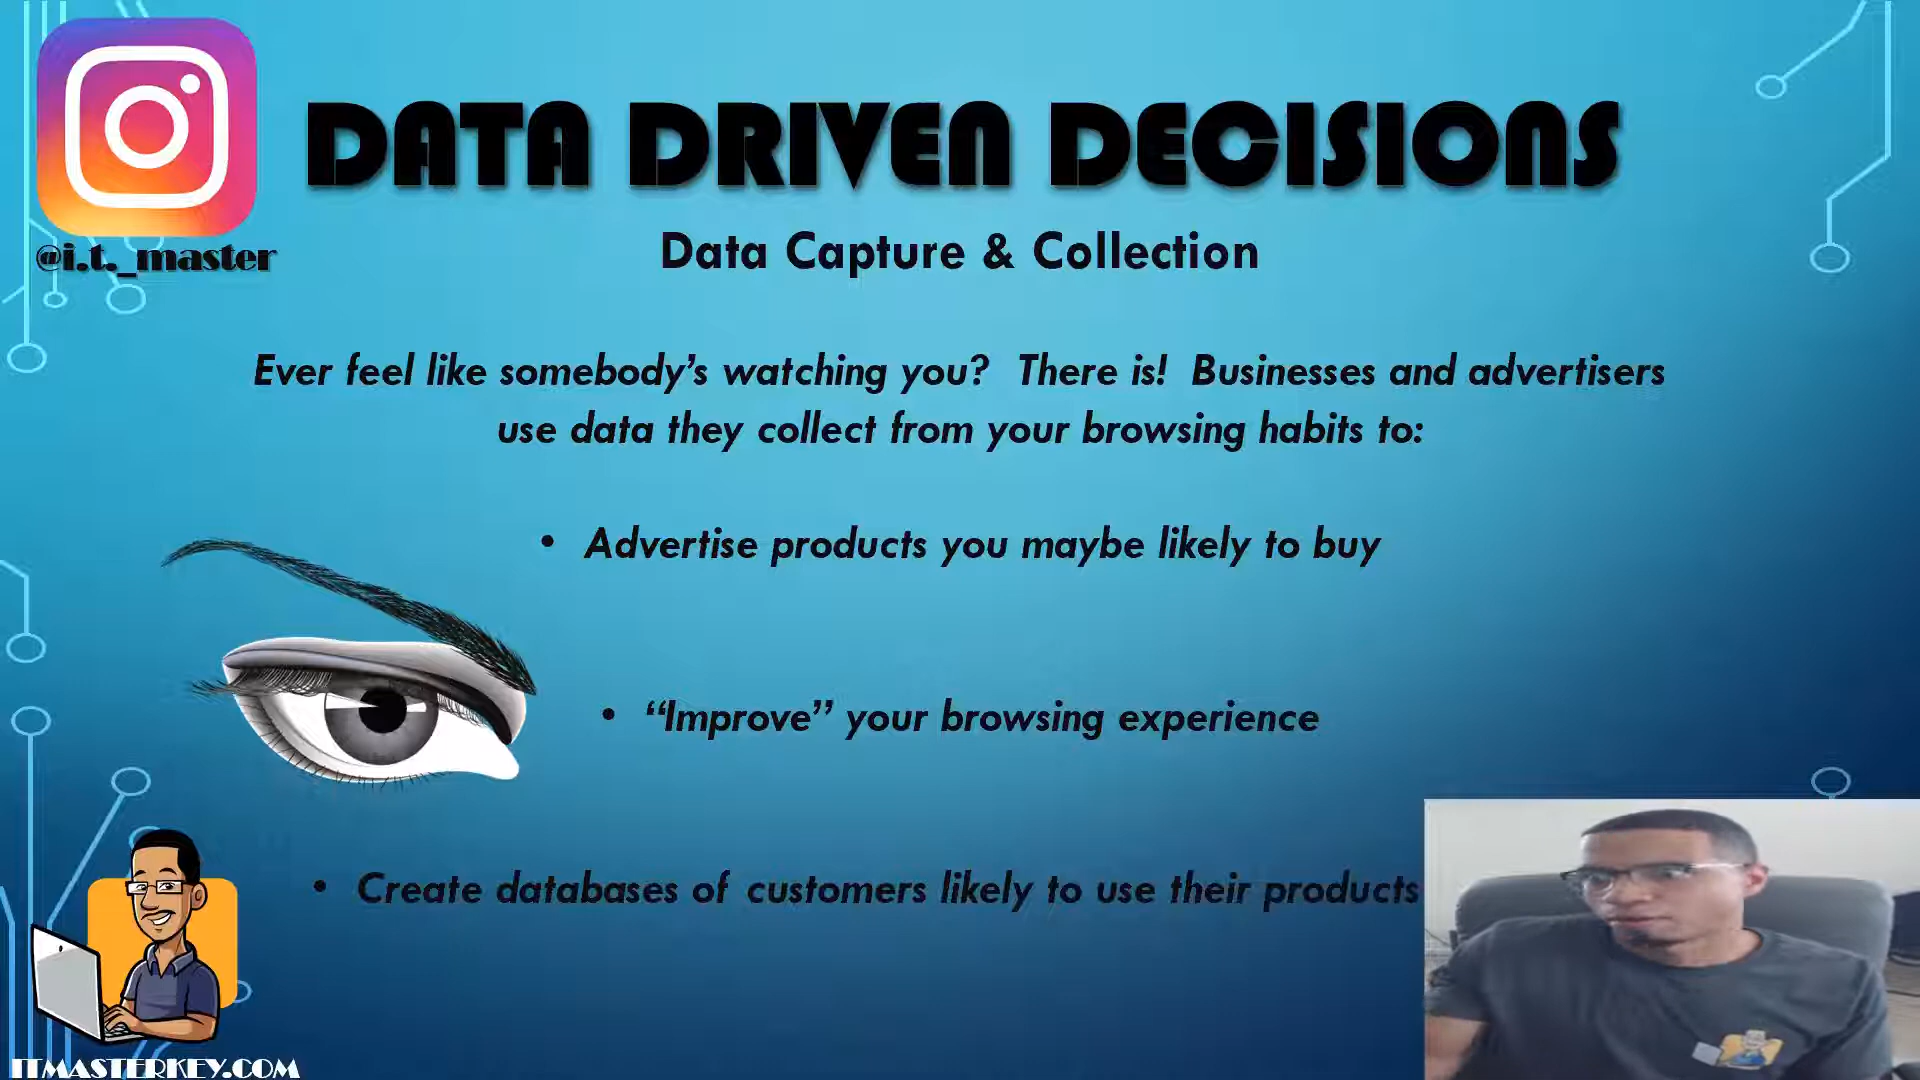 DATA DRIVEN DECISIONS
@i.t._master
Data Capture & Collection
Ever feel like somebody’s watching you?  There is!  Businesses and advertisers
use data they collect from your browsing habits to:
• Advertise products you maybe likely to buy
• “Improve” your browsing experience
• Create databases of customers likely to use their products
ITMASTERKEY.COM